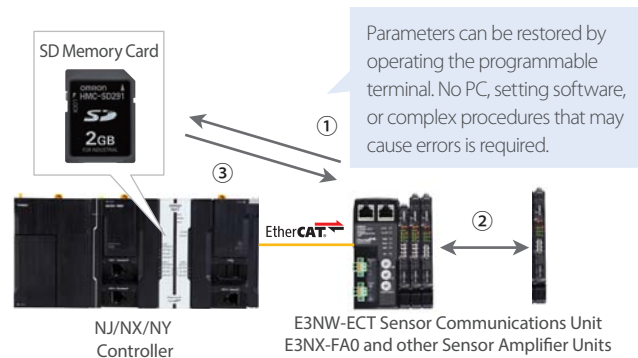 SD Memory Card
OMRON
HMC-SD291
LOCK
SD
2GB
FOR INDUSTRIAL
Parameters can be restored by
operating the programmable
terminal. No PC, setting software,
or complex procedures that may
cause errors is required.
①
③
EtherCAT
②
NJ/NX/NY
Controller
E3NW-ECT Sensor Communications Unit
E3NX-FA0 and other Sensor Amplifier Units